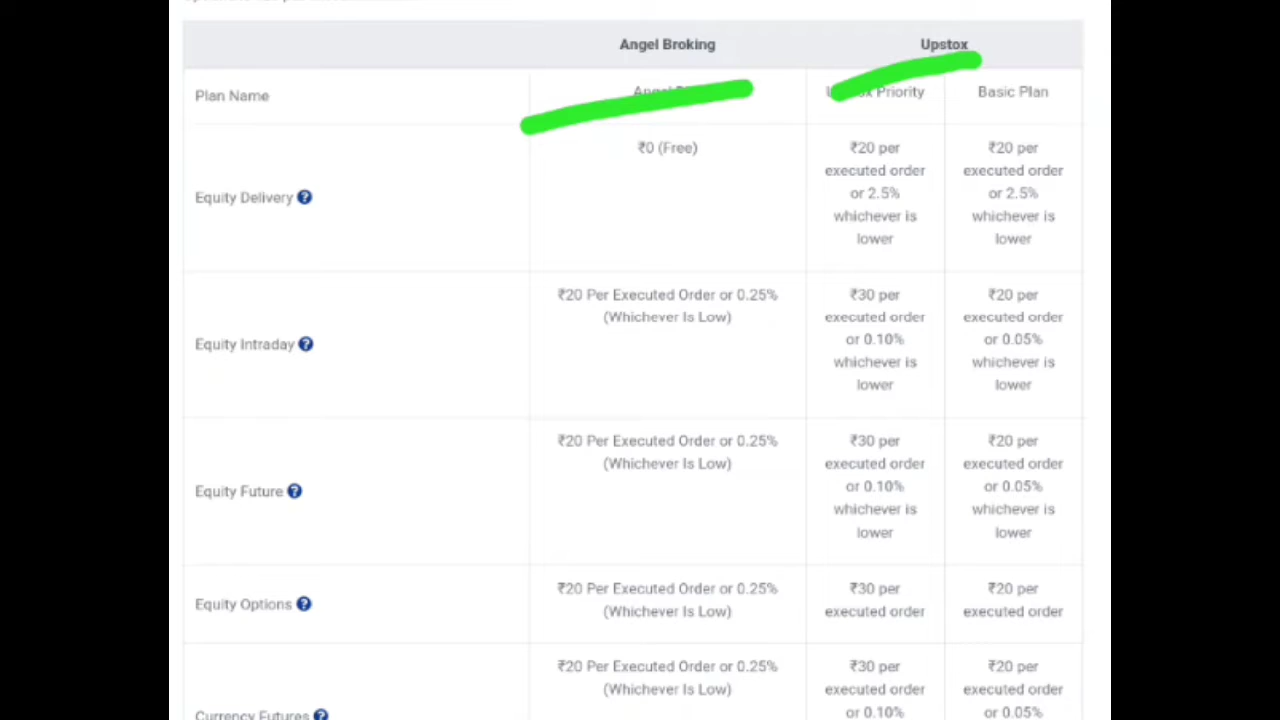 Angel Broking Upstox
Plan Name Priority Basic Plan
Equity Delivery
₹0 (Free)
₹20 per
executed order
or 2.5%
whichever is
lower
₹20 per
executed order
or 2.5%
whichever is
lower
Equity Intraday
₹20 Per Executed Order or 0.25%
(Whichever Is Low)
₹30 per
executed order
or 0.10%
whichever is
lower
₹20 per
executed order
or 0.05%
whichever is
lower
Equity Future
₹20 Per Executed Order or 0.25%
(Whichever Is Low)
₹30 per
executed order
or 0.10%
whichever is
lower
₹20 per
executed order
or 0.05%
whichever is
lower
Equity Options
₹20 Per Executed Order or 0.25%
(Whichever Is Low)
₹30 per
executed order
₹20 per
executed order
Currency Futures
₹20 Per Executed Order or 0.25%
(Whichever Is Low)
₹30 per
executed order
or 0.10%
₹20 per
executed order
or 0.05%